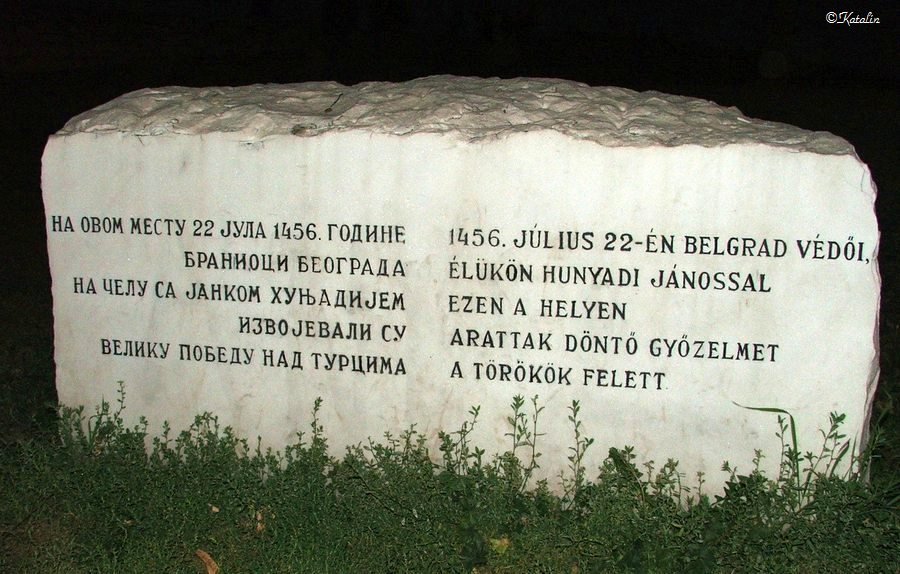 ©Katalin
НА ОВОМ МЕСТУ 22 ЈУЛА 1456. ГОДИНЕ
БРАНИОЦИ БЕОГРАДА
НА ЧЕЛУ СА ЈАНКОМ ХУЊАДИЈЕМ
ИЗВОЈЕВАЛИ СУ
ВЕЛИКУ ПОБЕДУ НАД ТУРЦИМА
1456. JÚLIUS 22-ÉN BELGRAD VÉDŐI,
ÉLÜKÖN HUNYADI JÁNOSSAL
EZEN A HELYEN
ARATTAK DÖNTŐ GYŐZELMET
A TÖRÖKÖK FELETT